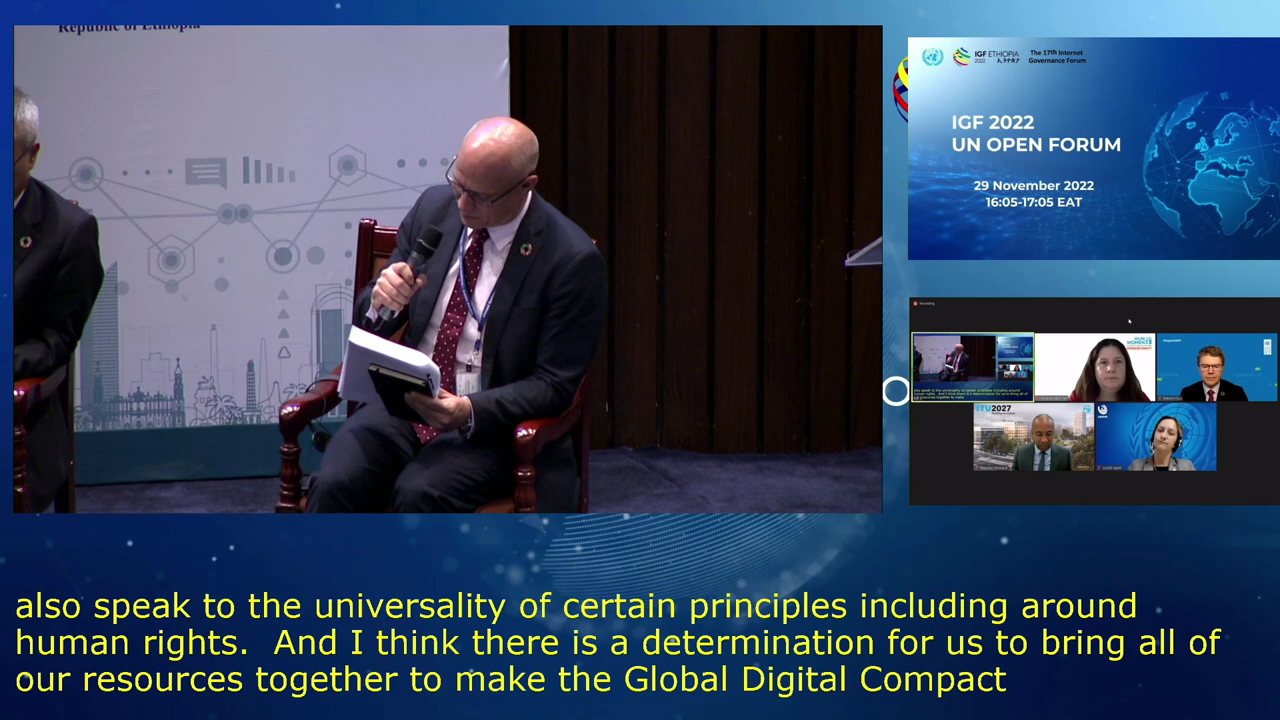 Republic of Ethiopia
IGF ETHIOPIA
2022 ኢትዮጵያ
The 17th Internet
Governance Forum
IGF 2022
UN OPEN FORUM
29 November 2022
16:05-17:05 EAT
Recording
WOMEN
ITU2027
also speak to the universality of certain principles including around
human rights.  And I think there is a determination for us to bring all of
our resources together to make the Global Digital Compact